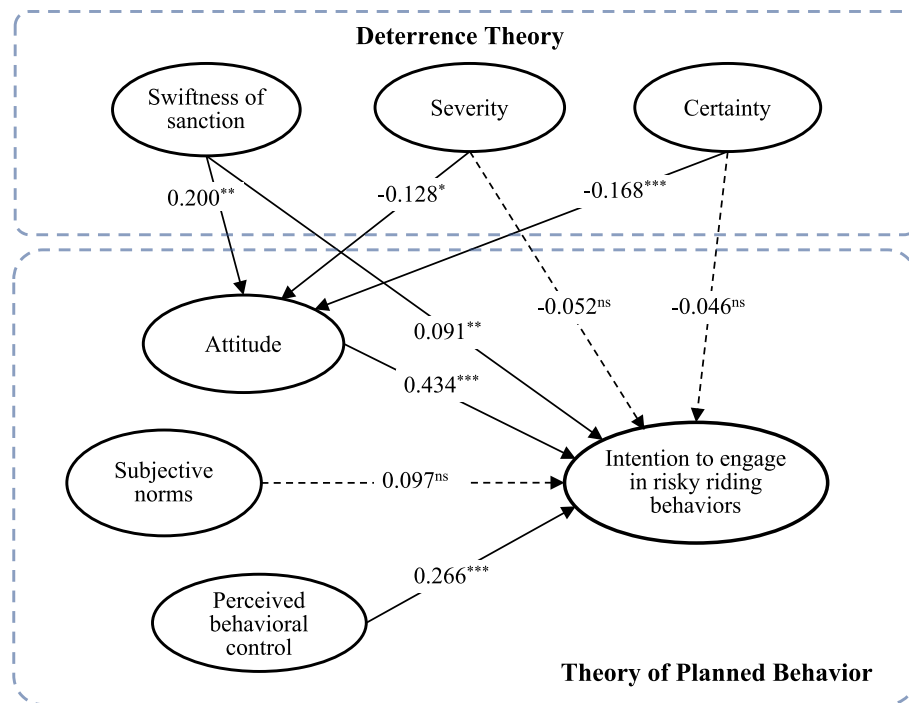 Deterrence Theory
Swiftness of
sanction
Severity
Certainty
0.200**
-0.128*
-0.168***
-0.052ns
-0.046ns
0.091**
Attitude
0.434***
Subjective
norms
0.097ns
Intention to engage
in risky riding
behaviors
0.266***
Perceived
behavioral
control
Theory of Planned Behavior